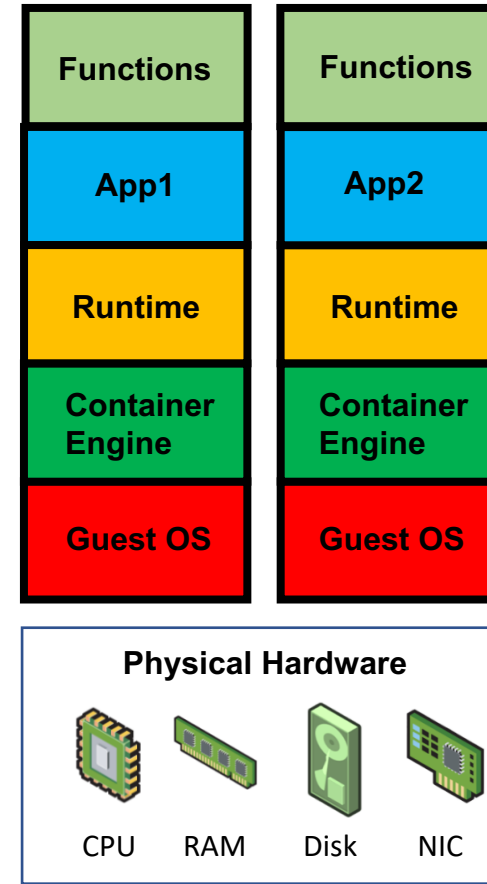 Functions
Functions
App1
App2
Runtime
Runtime
Container
Engine
Container
Engine
Guest OS
Guest OS
Physical Hardware
CPU
RAM
Disk
NIC